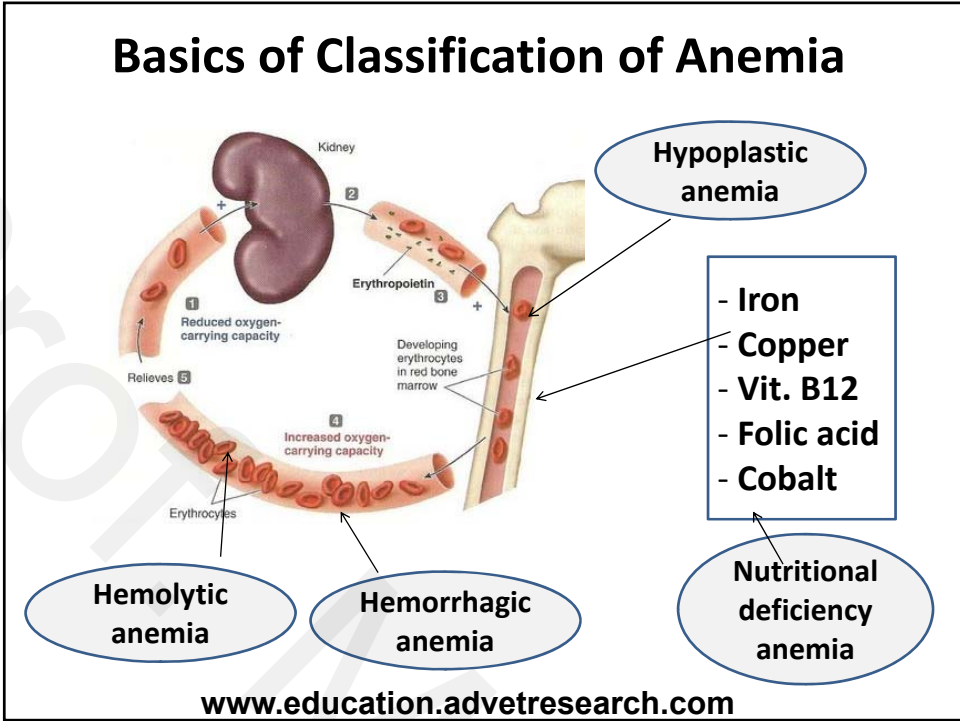 Basics of Classification of Anemia
Kidney
2
+
Erythropoietin
3
+
1
Reduced oxygen-
carrying capacity
Relieves 5
Developing
erythrocytes
in red bone
marrow
4
Increased oxygen-
carrying capacity
Erythrocytes
Hypoplastic
anemia
- Iron
- Copper
- Vit. B12
- Folic acid
- Cobalt
Hemolytic
anemia
Hemorrhagic
anemia
Nutritional
deficiency
anemia
www.education.advetresearch.com